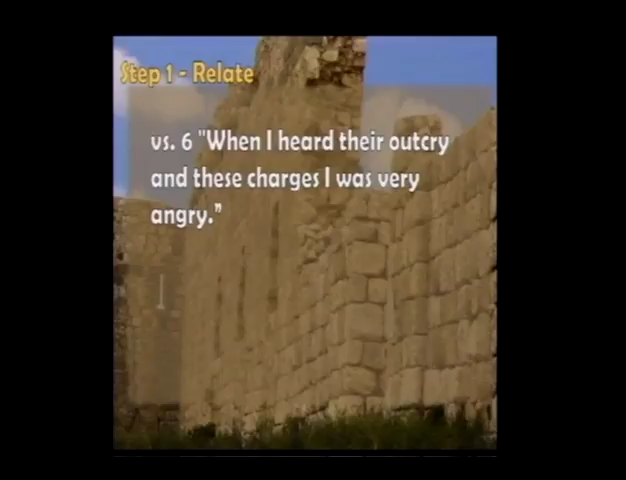 Step 1 - Relate
vs. 6 "When I heard their outcry
and these charges I was very
angry.”